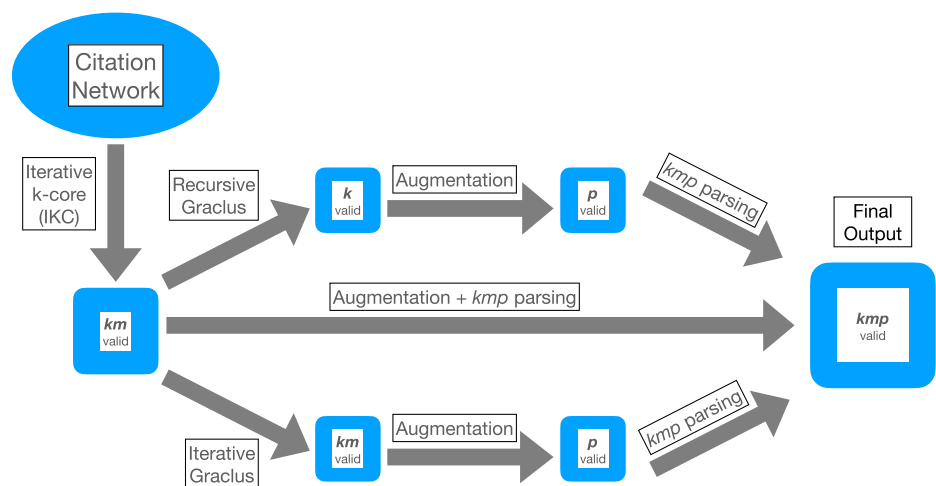 Citation
Network
Iterative
k-core
(IKC)
Recursive
Graclus
k
valid
Augmentation
p
valid
kmp parsing
Final
Output
km
valid
Augmentation + kmp parsing
kmp
valid
Iterative
Graclus
km
valid
Augmentation
p
valid
kmp parsing